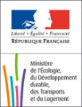 Liberté • Égalité • Fraternité
RÉPUBLIQUE FRANÇAISE
Ministère
de l'Écologie,
du Développement
durable,
des Transports
et du Logement